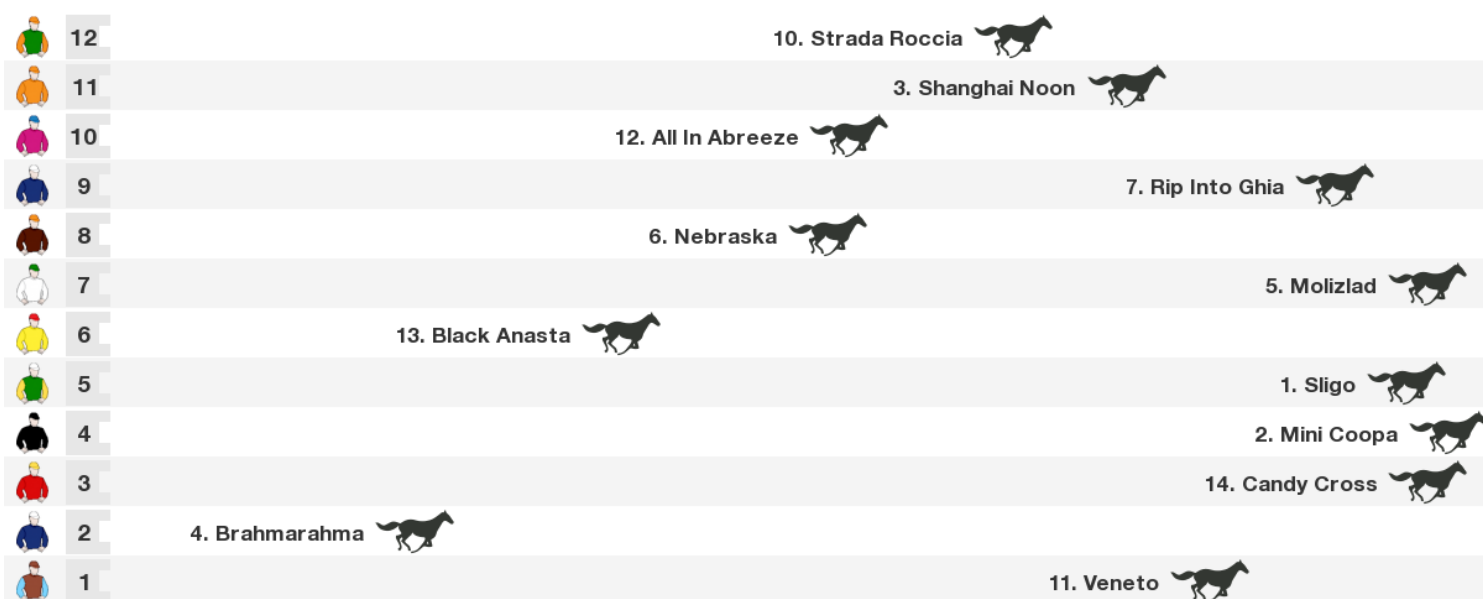 12 10. Strada Roccia
11 3. Shanghai Noon
10 12. All In Abreeze
9 7. Rip Into Ghia
8 6. Nebraska
7 5. Molizlad
6 13. Black Anasta
5 1. Sligo
4 2. Mini Coopa
3 14. Candy Cross
2 4. Brahmarahma
1 11. Veneto